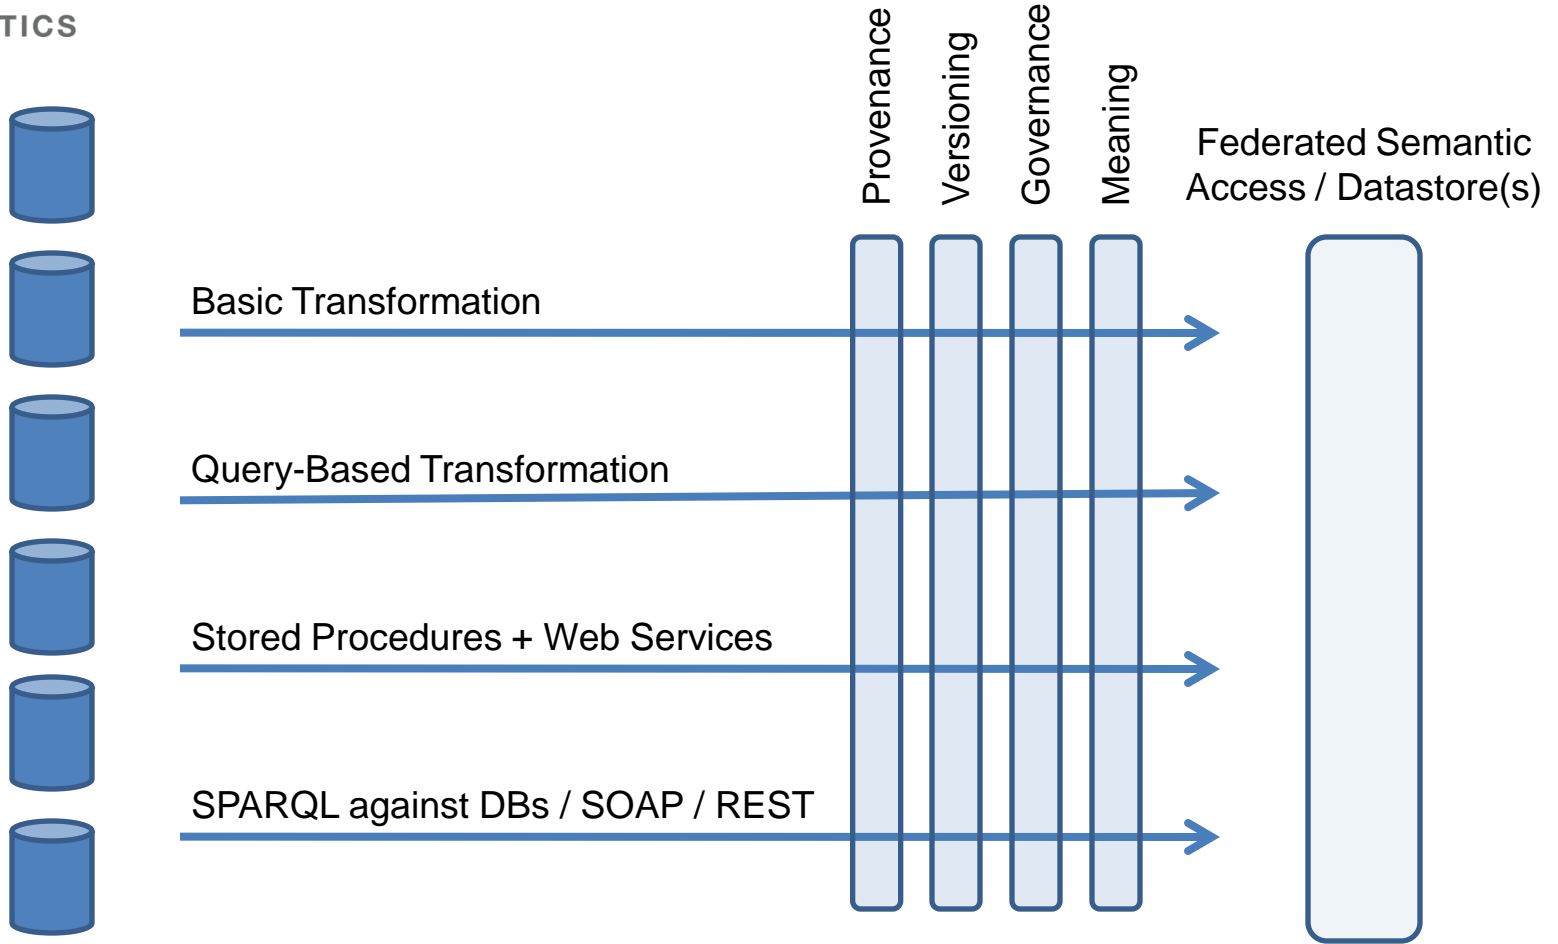 TICS
Provenance
Versioning
Governance
Meaning
Federated Semantic
Access / Datastore(s)
Basic Transformation
Query-Based Transformation
Stored Procedures + Web Services
SPARQL against DBs / SOAP / REST